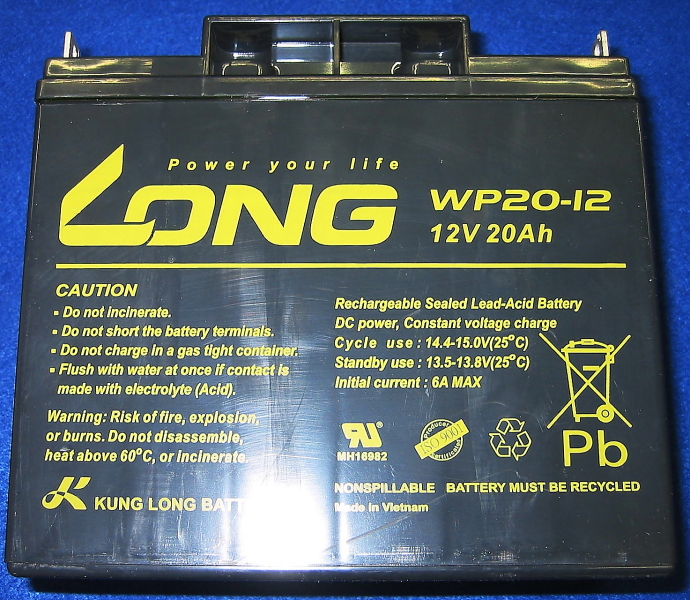 Power your life
LONG
WP20-12
12V 20Ah
CAUTION
▪ Do not incinerate.
▪ Do not short the battery terminals.
▪ Do not charge in a gas tight container.
▪ Flush with water at once if contact is
made with electrolyte (Acid).
Warning: Risk of fire, explosion,
or burns. Do not disassemble,
heat above 60°C, or incinerate.
KUNG LONG
Rechargeable Sealed Lead-Acid Battery
DC power, Constant voltage charge
Cycle use : 14.4-15.0V(25°C)
Standby use : 13.5-13.8V(25°C)
Initial current : 6A MAX
MH16982
Producer
ISO 9001
Certificate
Pb
NONSPILLABLE BATTERY MUST BE RECYCLED
Made in Vietnam